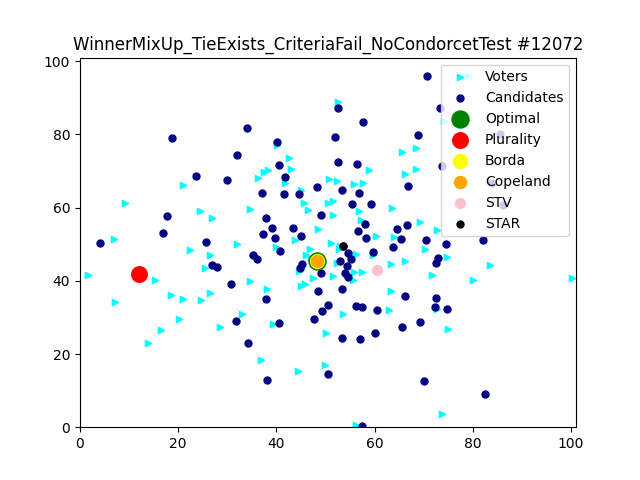 WinnerMixUp_TieExists_CriteriaFail_NoCondorcetTest #12072
100
80
60
40
20
0
0
20
40
60
80
100
Voters
Candidates
Optimal
Plurality
Borda
Copeland
STV
STAR